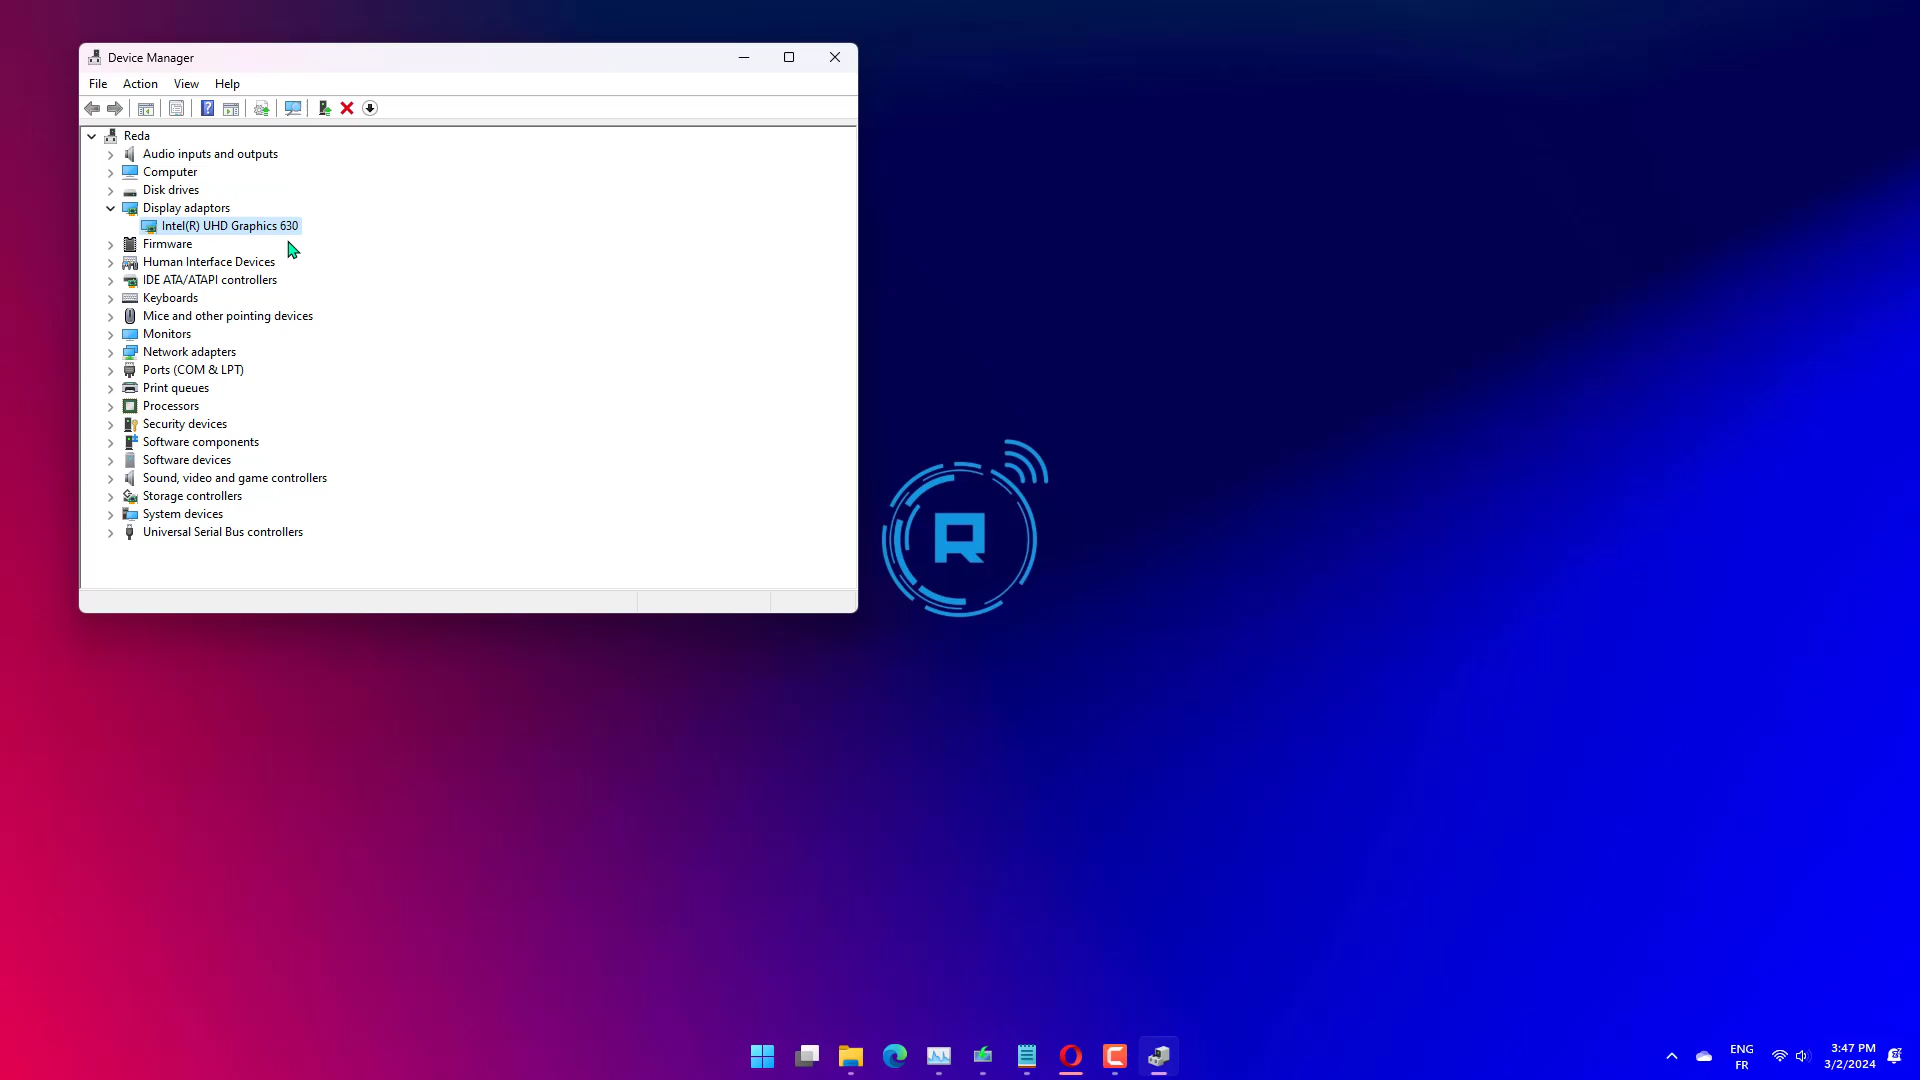 Device Manager
File Action View Help
Reda
Audio inputs and outputs
Computer
Disk drives
Display adaptors
Intel(R) UHD Graphics 630
Firmware
Human Interface Devices
IDE ATA/ATAPI controllers
Keyboards
Mice and other pointing devices
Monitors
Network adapters
Ports (COM & LPT)
Print queues
Processors
Security devices
Software components
Software devices
Sound, video and game controllers
Storage controllers
System devices
Universal Serial Bus controllers
R
ENG
FR
3:47 PM
3/2/2024